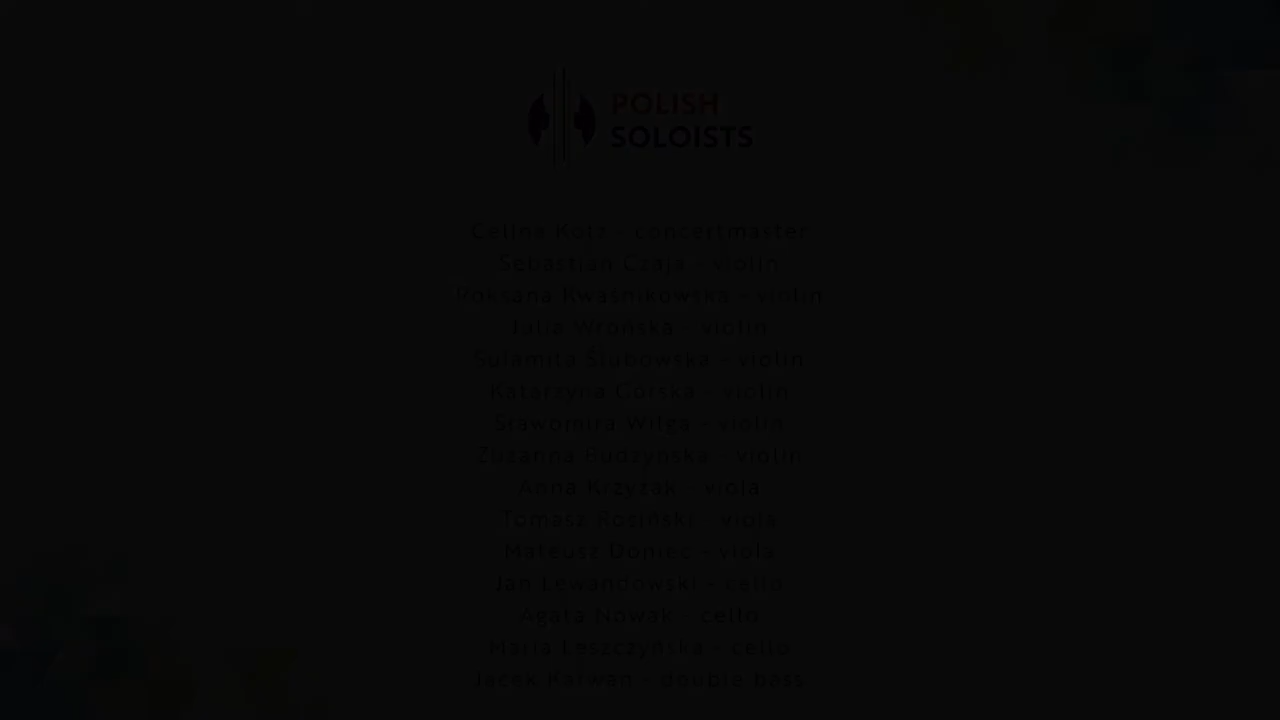 POLISH
SOLOISTS
Celina Kotz - concertmaster
Sebastian Czaja - violin
Roksana Kwaśnikowska - violin
Julia Wrońska - violin
Sulamita Ślubowska - violin
Katarzyna Górska - violin
Sławomira Wilga - violin
Zuzanna Budzyńska - violin
Anna Krzyżak - viola
Tomasz Rosiński - viola
Mateusz Doniec - viola
Jan Lewandowski - cello
Agata Nowak - cello
Maria Leszczyńska - cello
Jacek Karwan - double bass